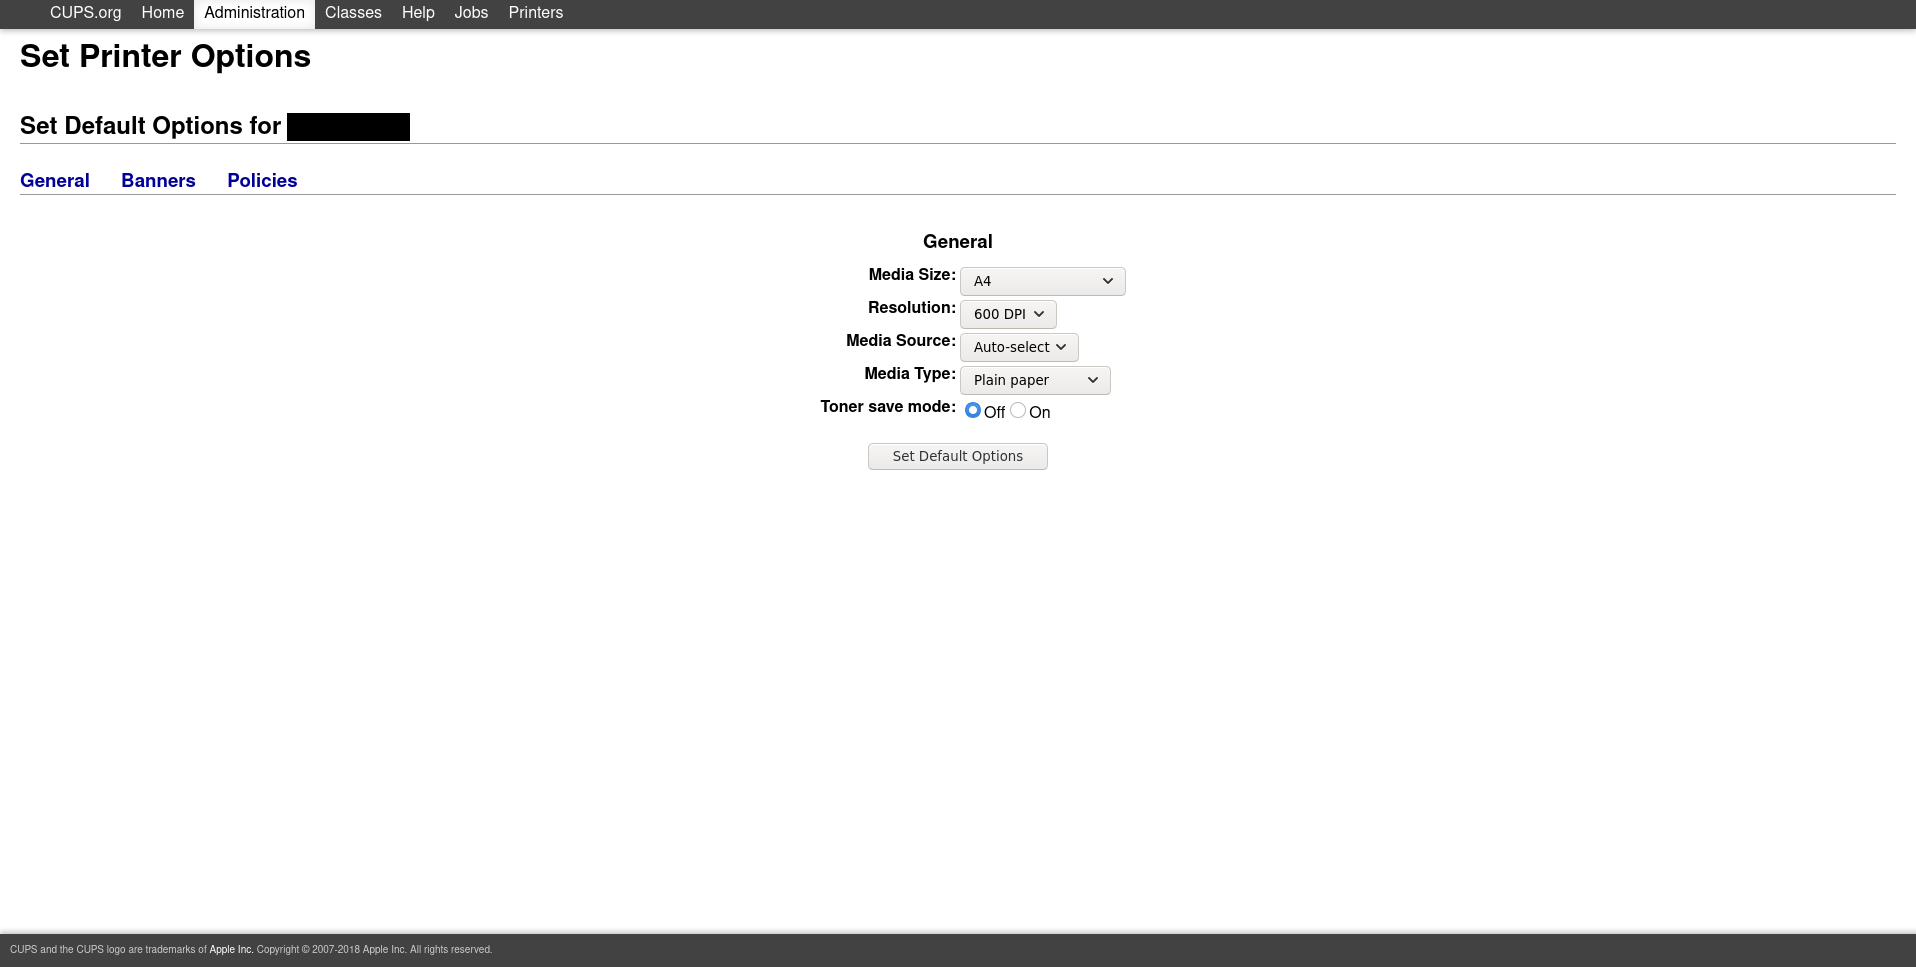 CUPS.org Home Administration Classes Help Jobs Printers
Set Printer Options
Set Default Options for
General Banners Policies
General
Media Size: A4
Resolution: 600 DPI
Media Source: Auto-select
Media Type: Plain paper
Toner save mode: Off On
Set Default Options
CUPS and the CUPS logo are trademarks of Apple Inc. Copyright © 2007-2018 Apple Inc. All rights reserved.